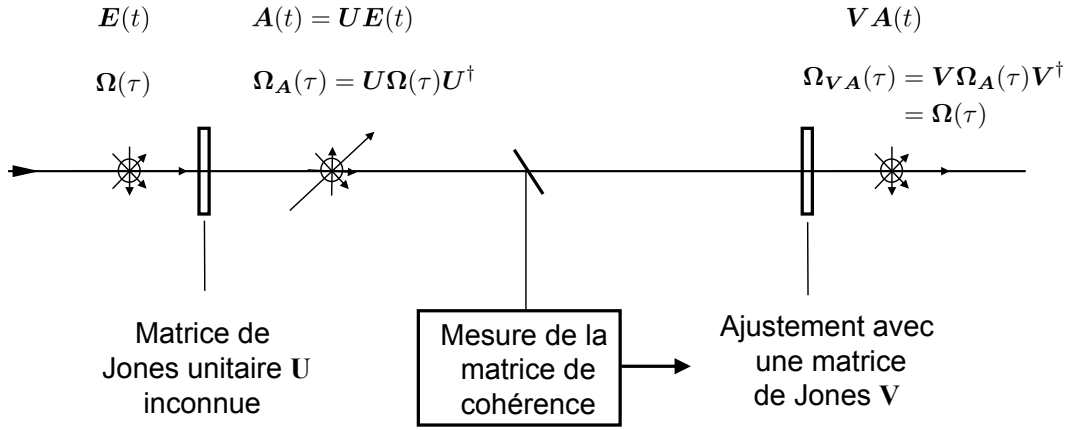 E(t)
A(t) = UE(t)
VA(t)
Ω(τ)
Ω_A(τ) = UΩ(τ)U†
Ω_VA(τ) = VΩ_A(τ)V†
= Ω(τ)
Matrice de
Jones unitaire U
inconnue
Mesure de la
matrice de
cohérence
Ajustement avec
une matrice
de Jones V